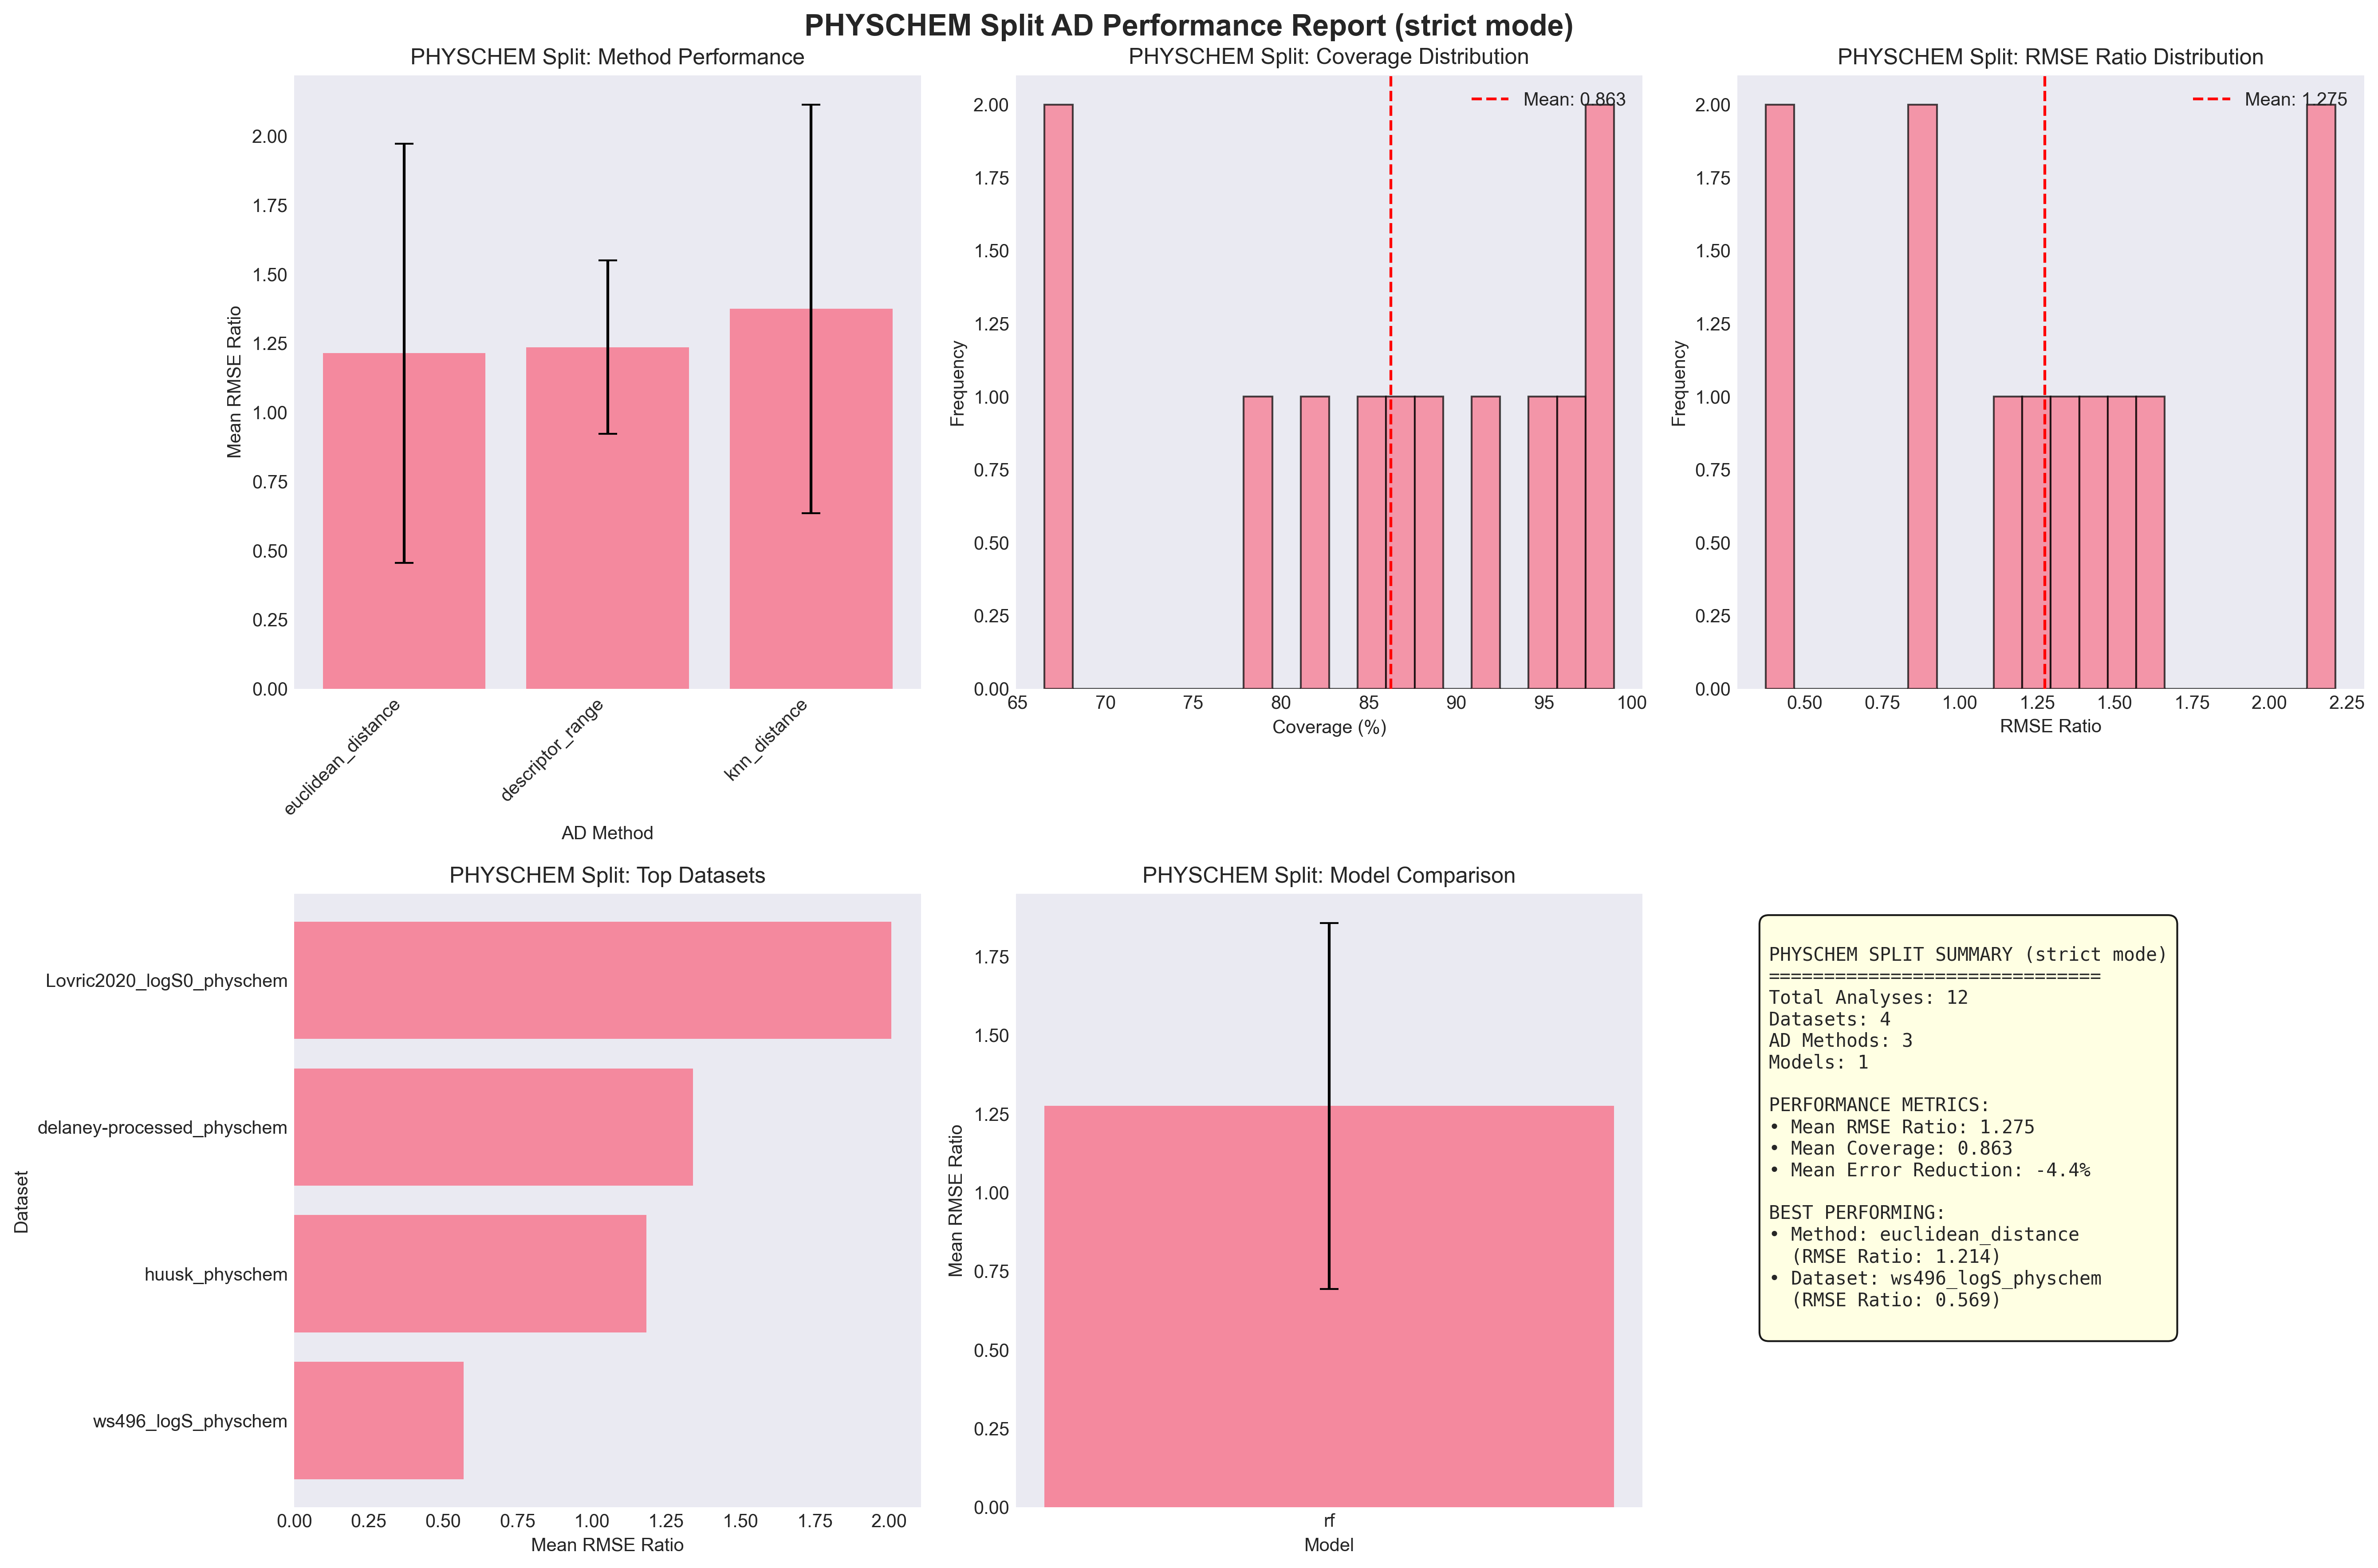 PHYSCHEM Split AD Performance Report (strict mode)
PHYSCHEM Split: Method Performance
Mean RMSE Ratio
2.00
1.75
1.50
1.25
1.00
0.75
0.50
0.25
0.00
euclidean_distance
descriptor_range
knn_distance
AD Method
PHYSCHEM Split: Coverage Distribution
Mean: 0.863
Frequency
2.00
1.75
1.50
1.25
1.00
0.75
0.50
0.25
0.00
65 70 75 80 85 90 95 100
Coverage (%)
PHYSCHEM Split: RMSE Ratio Distribution
Mean: 1.275
Frequency
2.00
1.75
1.50
1.25
1.00
0.75
0.50
0.25
0.00
0.50 0.75 1.00 1.25 1.50 1.75 2.00 2.25
RMSE Ratio
PHYSCHEM Split: Top Datasets
Dataset
Lovric2020_logS0_physchem
delaney-processed_physchem
huusk_physchem
ws496_logS_physchem
0.00 0.25 0.50 0.75 1.00 1.25 1.50 1.75 2.00
Mean RMSE Ratio
PHYSCHEM Split: Model Comparison
Mean RMSE Ratio
1.75
1.50
1.25
1.00
0.75
0.50
0.25
0.00
rf
Model
PHYSCHEM SPLIT SUMMARY (strict mode)
==============================
Total Analyses: 12
Datasets: 4
AD Methods: 3
Models: 1
PERFORMANCE METRICS:
• Mean RMSE Ratio: 1.275
• Mean Coverage: 0.863
• Mean Error Reduction: -4.4%
BEST PERFORMING:
• Method: euclidean_distance
(RMSE Ratio: 1.214)
• Dataset: ws496_logS_physchem
(RMSE Ratio: 0.569)